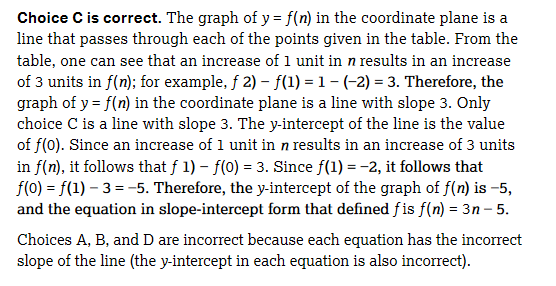 Choice C is correct. The graph of y = f(n) in the coordinate plane is a
line that passes through each of the points given in the table. From the
table, one can see that an increase of 1 unit in n results in an increase
of 3 units in f(n); for example, f 2) – f(1) = 1 – (–2) = 3. Therefore, the
graph of y = f(n) in the coordinate plane is a line with slope 3. Only
choice C is a line with slope 3. The y-intercept of the line is the value
of f(0). Since an increase of 1 unit in n results in an increase of 3 units
in f(n), it follows that f 1) – f(0) = 3. Since f(1) = –2, it follows that
f(0) = f(1) – 3 = –5. Therefore, the y-intercept of the graph of f(n) is –5,
and the equation in slope-intercept form that defined f is f(n) = 3n – 5.
Choices A, B, and D are incorrect because each equation has the incorrect
slope of the line (the y-intercept in each equation is also incorrect).